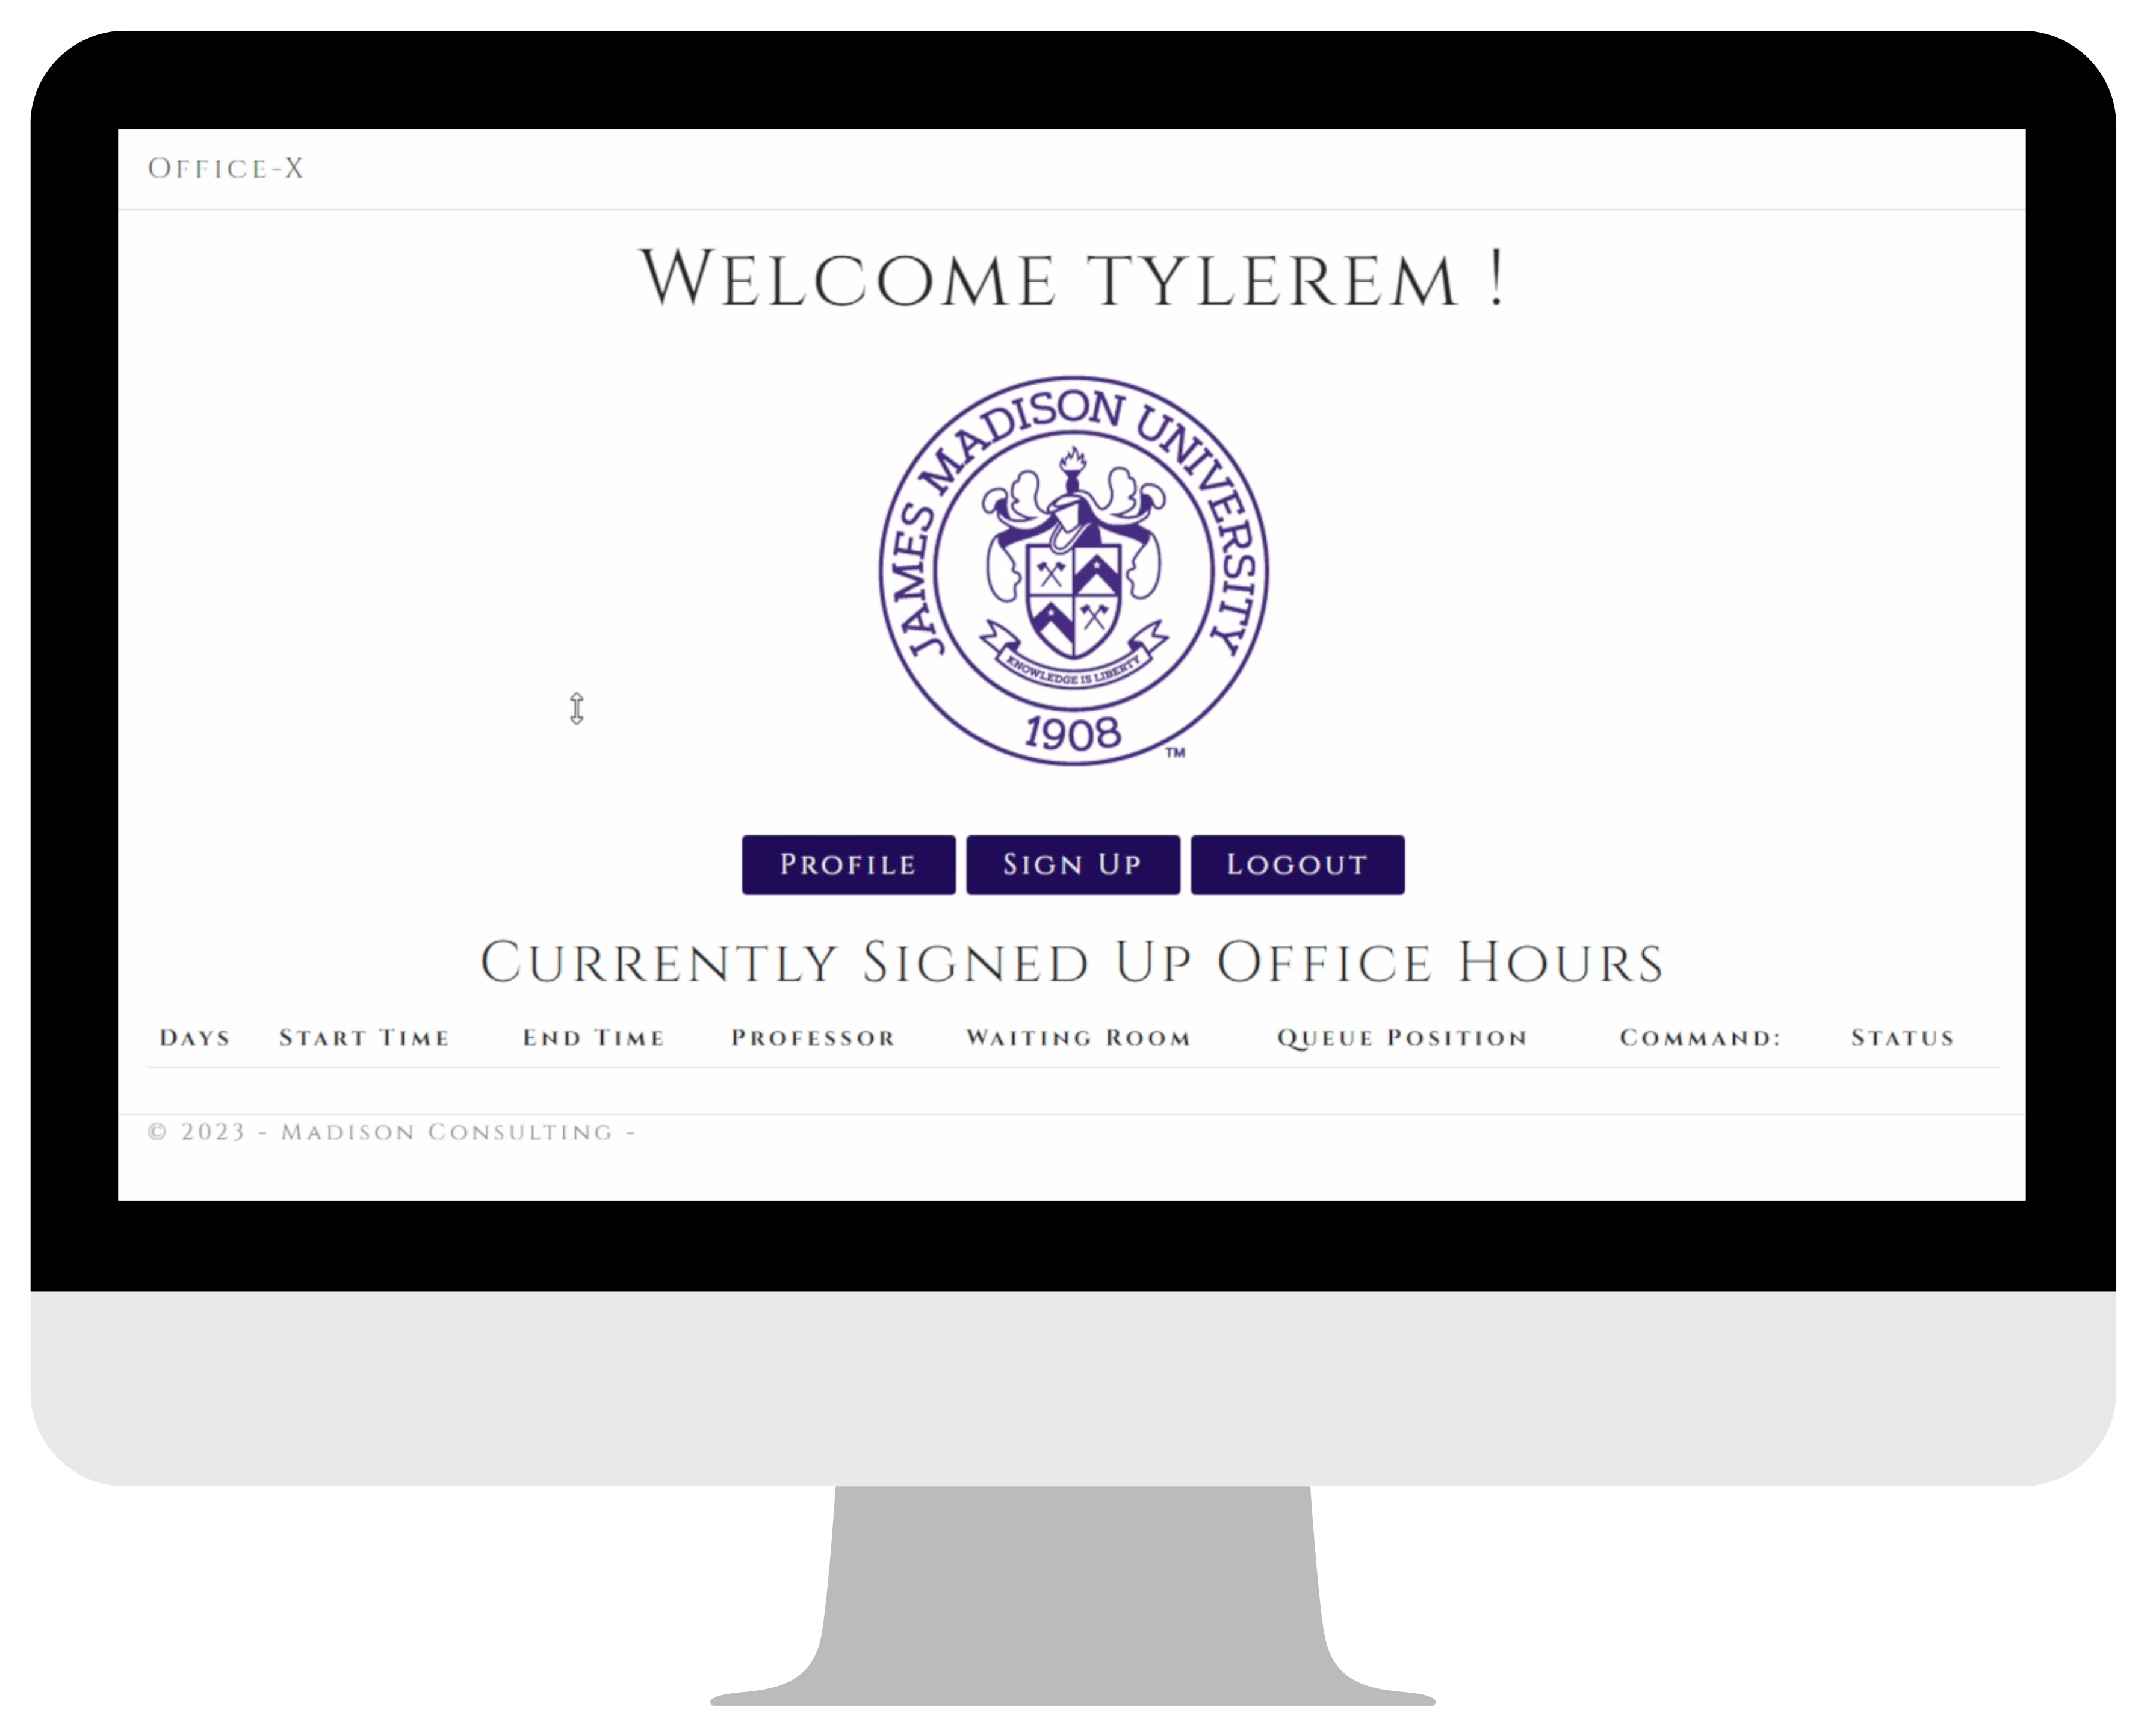 Office-X
Welcome tylerem !
JAMES MADISON UNIVERSITY
KNOWLEDGE IS LIBERTY
1908
TM
Profile Sign Up Logout
Currently Signed Up Office Hours
Days Start Time End Time Professor Waiting Room Queue Position Command: Status
© 2023 - Madison Consulting -